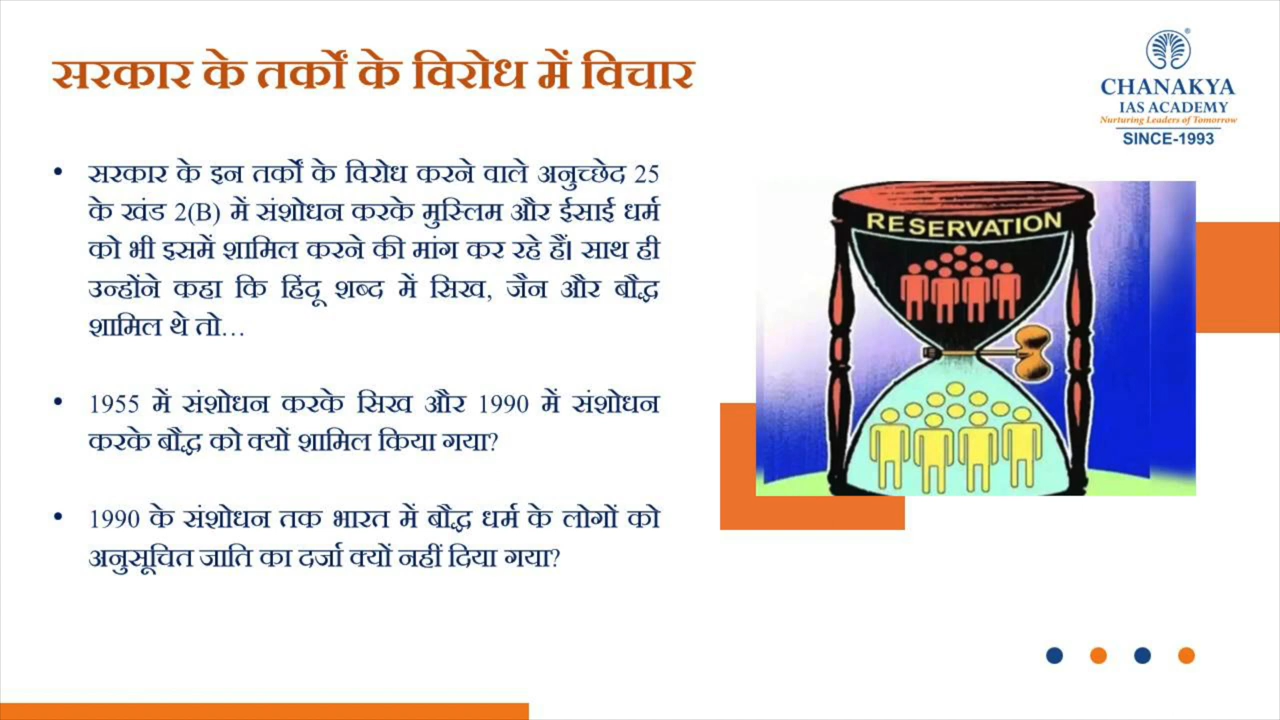 सरकार के तर्कों के विरोध में विचार
CHANAKYA
IAS ACADEMY
Nurturing Leaders of Tomorrow
SINCE-1993
• सरकार के इन तर्कों के विरोध करने वाले अनुच्छेद 25
के खंड 2(B) में संशोधन करके मुस्लिम और ईसाई धर्म
को भी इसमें शामिल करने की मांग कर रहे हैं। साथ ही
उन्होंने कहा कि हिंदू शब्द में सिख, जैन और बौद्ध
शामिल थे तो...
• 1955 में संशोधन करके सिख और 1990 में संशोधन
करके बौद्ध को क्यों शामिल किया गया?
• 1990 के संशोधन तक भारत में बौद्ध धर्म के लोगों को
अनुसूचित जाति का दर्जा क्यों नहीं दिया गया?
RESERVATION